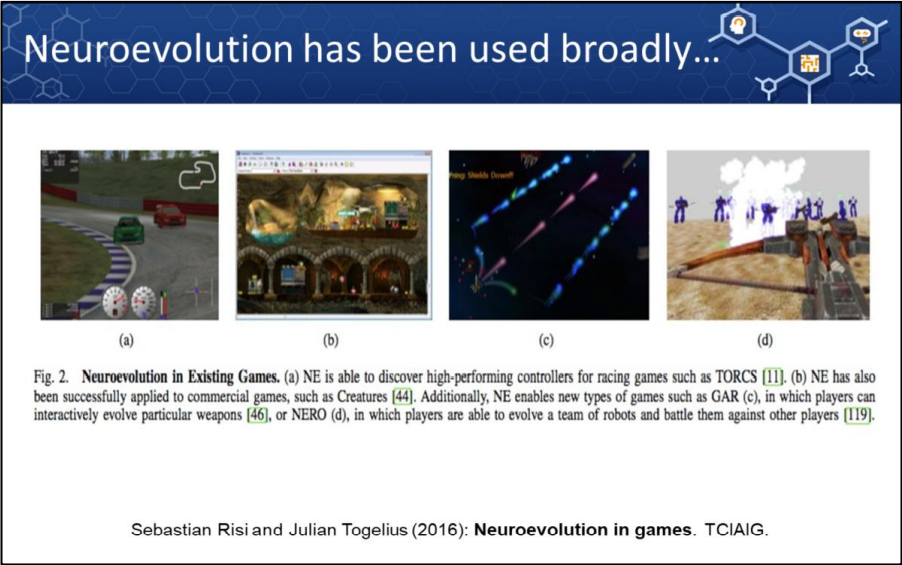 Neuroevolution has been used broadly...
Pning: Shields Down!!
(a)
(b)
(c)
(d)
Fig. 2. Neuroevolution in Existing Games. (a) NE is able to discover high-performing controllers for racing games such as TORCS [11]. (b) NE has also
been successfully applied to commercial games, such as Creatures [44]. Additionally, NE enables new types of games such as GAR (c), in which players can
interactively evolve particular weapons [46], or NERO (d), in which players are able to evolve a team of robots and battle them against other players [119].
Sebastian Risi and Julian Togelius (2016): Neuroevolution in games. TCIAIG.